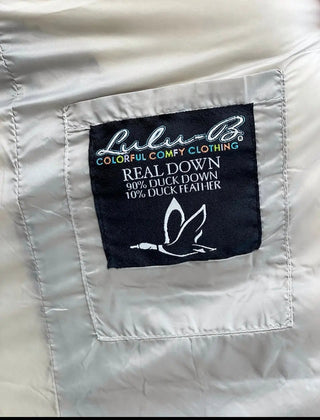 Lulu-B®
COLORFUL COMFY CLOTHING
REAL DOWN
90% DUCK DOWN
10% DUCK FEATHER